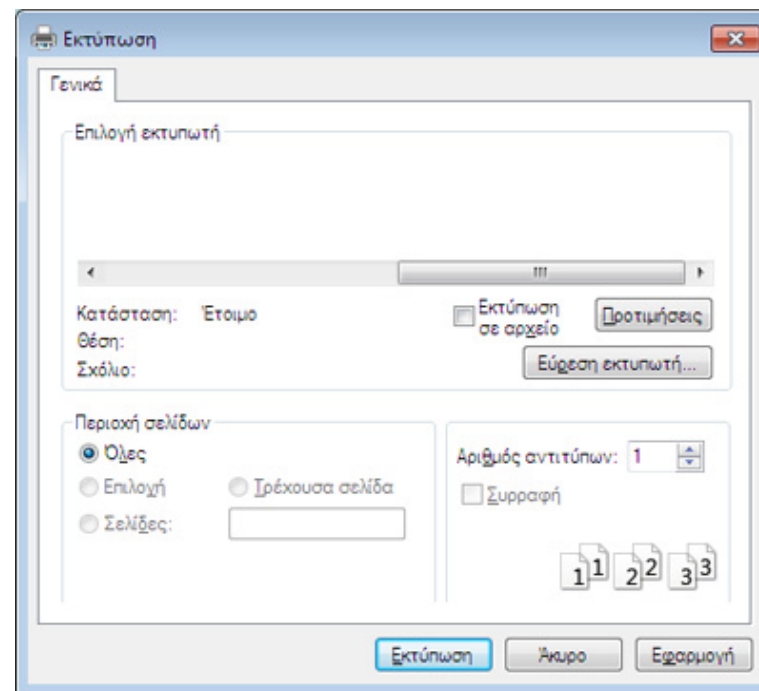 Εκτύπωση
Γενικά
Επιλογή εκτυπωτή
Κατάσταση: Έτοιμο
Θέση:
Σχόλιο:
Εκτύπωση
σε αρχείο
Προτιμήσεις
Εύρεση εκτυπωτή...
Περιοχή σελίδων
Όλες
Επιλογή Τρέχουσα σελίδα
Σελίδες:
Αριθμός αντιτύπων: 1
Συρραφή
1 1 2 2 3 3
Εκτύπωση Άκυρο Εφαρμογή